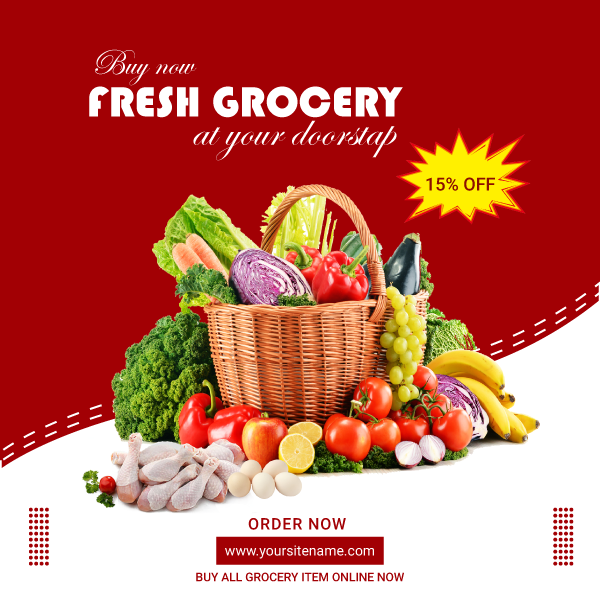 Buy now
FRESH GROCERY
at your doorstap
15% OFF
ORDER NOW
www.yoursitename.com
BUY ALL GROCERY ITEM ONLINE NOW